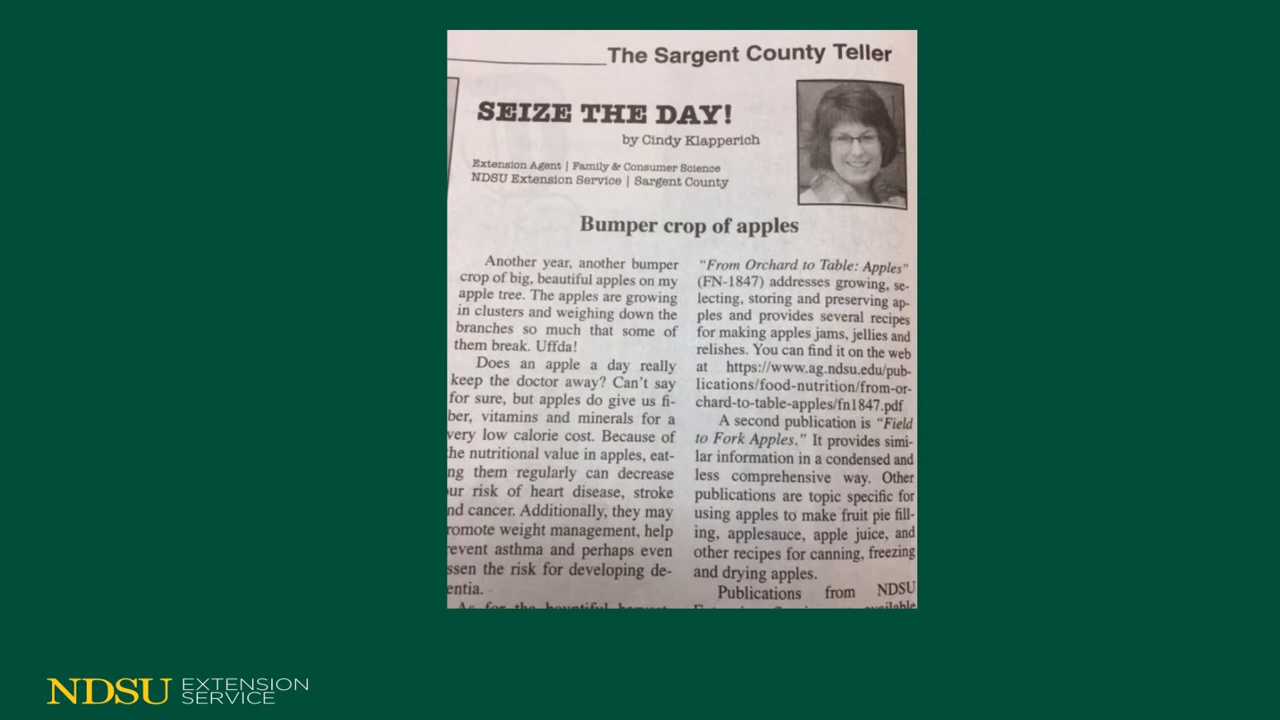 The Sargent County Teller
SEIZE THE DAY!
by Cindy Klapperich
Extension Agent | Family & Consumer Science
NDSU Extension Service | Sargent County
Bumper crop of apples
Another year, another bumper
crop of big, beautiful apples on my
apple tree. The apples are growing
in clusters and weighing down the
branches so much that some of
them break. Uffda!
Does an apple a day really
keep the doctor away? Can't say
for sure, but apples do give us fi-
ber, vitamins and minerals for a
very low calorie cost. Because of
he nutritional value in apples, eat-
ng them regularly can decrease
ur risk of heart disease, stroke
nd cancer. Additionally, they may
romote weight management, help
revent asthma and perhaps even
ssen the risk for developing de-
entia.
As for the bountiful harvest
"From Orchard to Table: Apples"
(FN-1847) addresses growing, se-
lecting, storing and preserving ap-
ples and provides several recipes
for making apples jams, jellies and
relishes. You can find it on the web
at https://www.ag.ndsu.edu/pub-
lications/food-nutrition/from-or-
chard-to-table-apples/fn1847.pdf
A second publication is "Field
to Fork Apples." It provides simi-
lar information in a condensed and
less comprehensive way. Other
publications are topic specific for
using apples to make fruit pie fill-
ing, applesauce, apple juice, and
other recipes for canning, freezing
and drying apples.
Publications from NDSU
available
NDSU EXTENSION
SERVICE